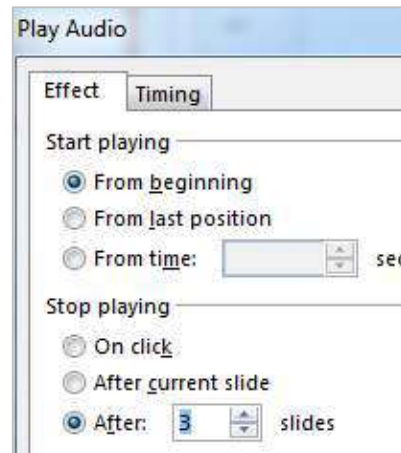 Play Audio
Effect Timing
Start playing
From beginning
From last position
From time: sec
Stop playing
On click
After current slide
After: 3 slides